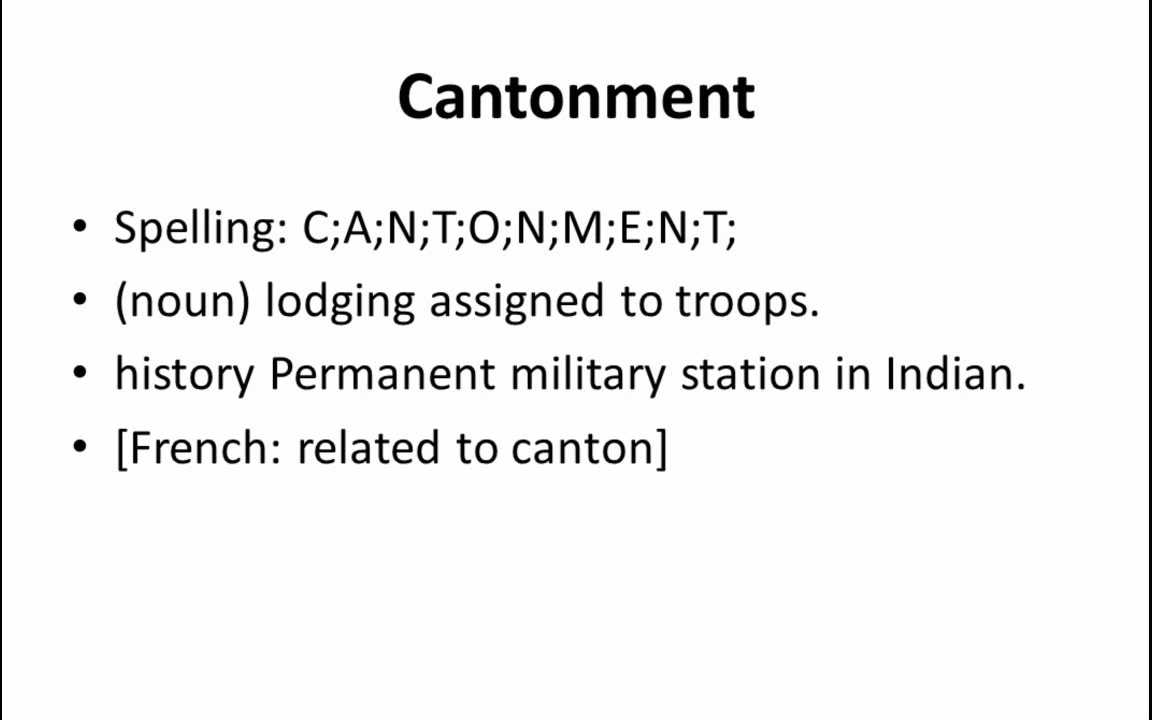 Cantonment
• Spelling: C;A;N;T;O;N;M;E;N;T;
• (noun) lodging assigned to troops.
• history Permanent military station in Indian.
• [French: related to canton]